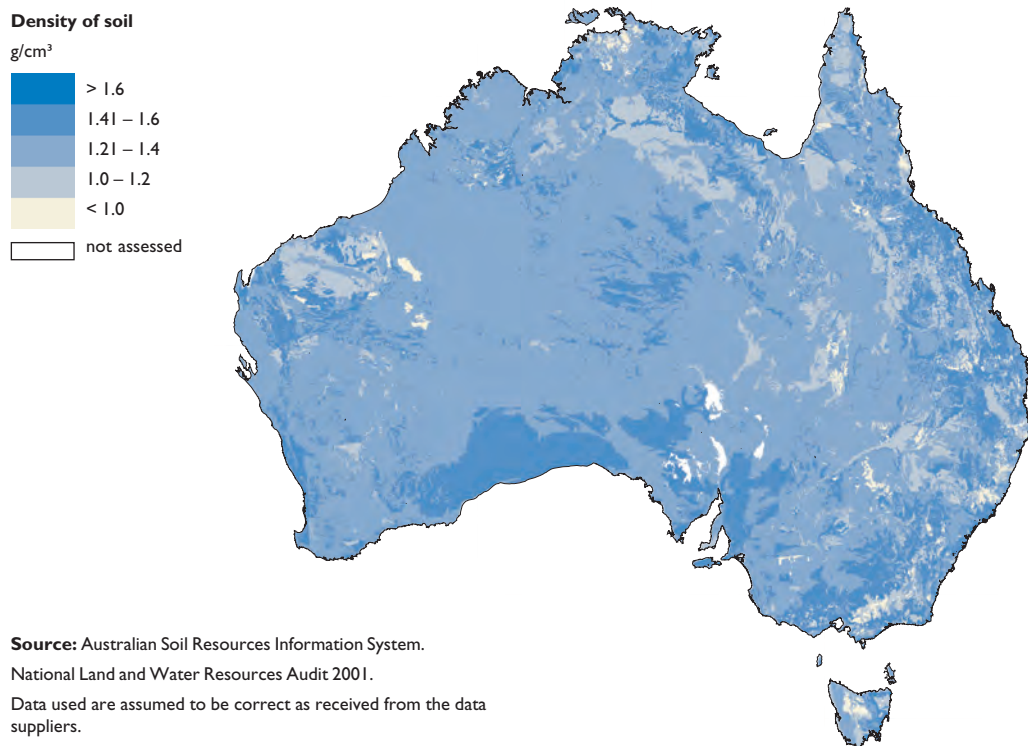 Density of soil
g/cm³
> 1.6
1.41 – 1.6
1.21 – 1.4
1.0 – 1.2
< 1.0
not assessed
Source: Australian Soil Resources Information System.
National Land and Water Resources Audit 2001.
Data used are assumed to be correct as received from the data
suppliers.